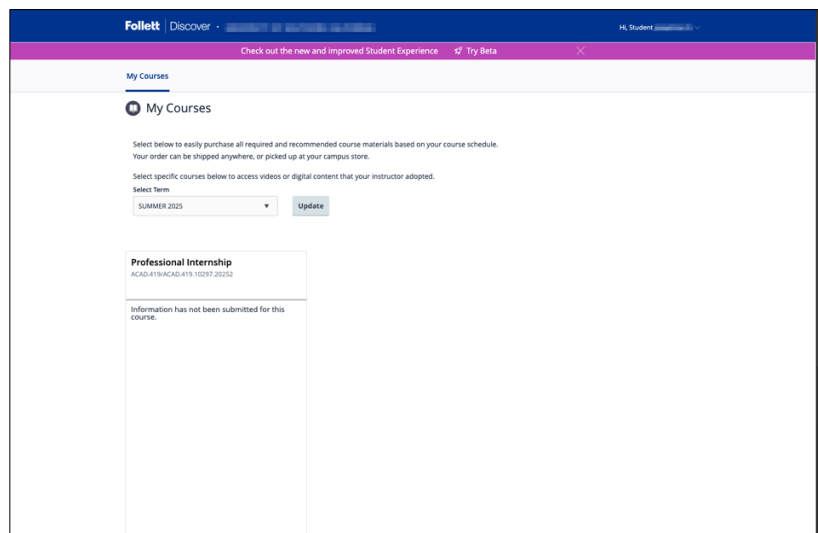 Follett | Discover ·
Hi, Student
Check out the new and improved Student Experience Try Beta
My Courses
My Courses
Select below to easily purchase all required and recommended course materials based on your course schedule.
Your order can be shipped anywhere, or picked up at your campus store.
Select specific courses below to access videos or digital content that your instructor adopted.
Select Term
SUMMER 2025
Update
Professional Internship
ACAD.419/ACAD.419.10297.20252
Information has not been submitted for this
course.